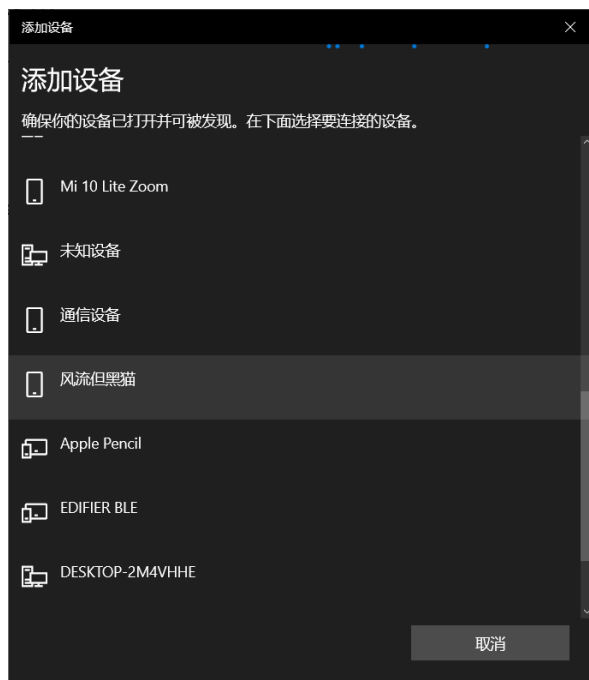 添加设备
添加设备
确保你的设备已打开并可被发现。在下面选择要连接的设备。
Mi 10 Lite Zoom
未知设备
通信设备
风流但黑猫
Apple Pencil
EDIFIER BLE
DESKTOP-2M4VHHE
取消